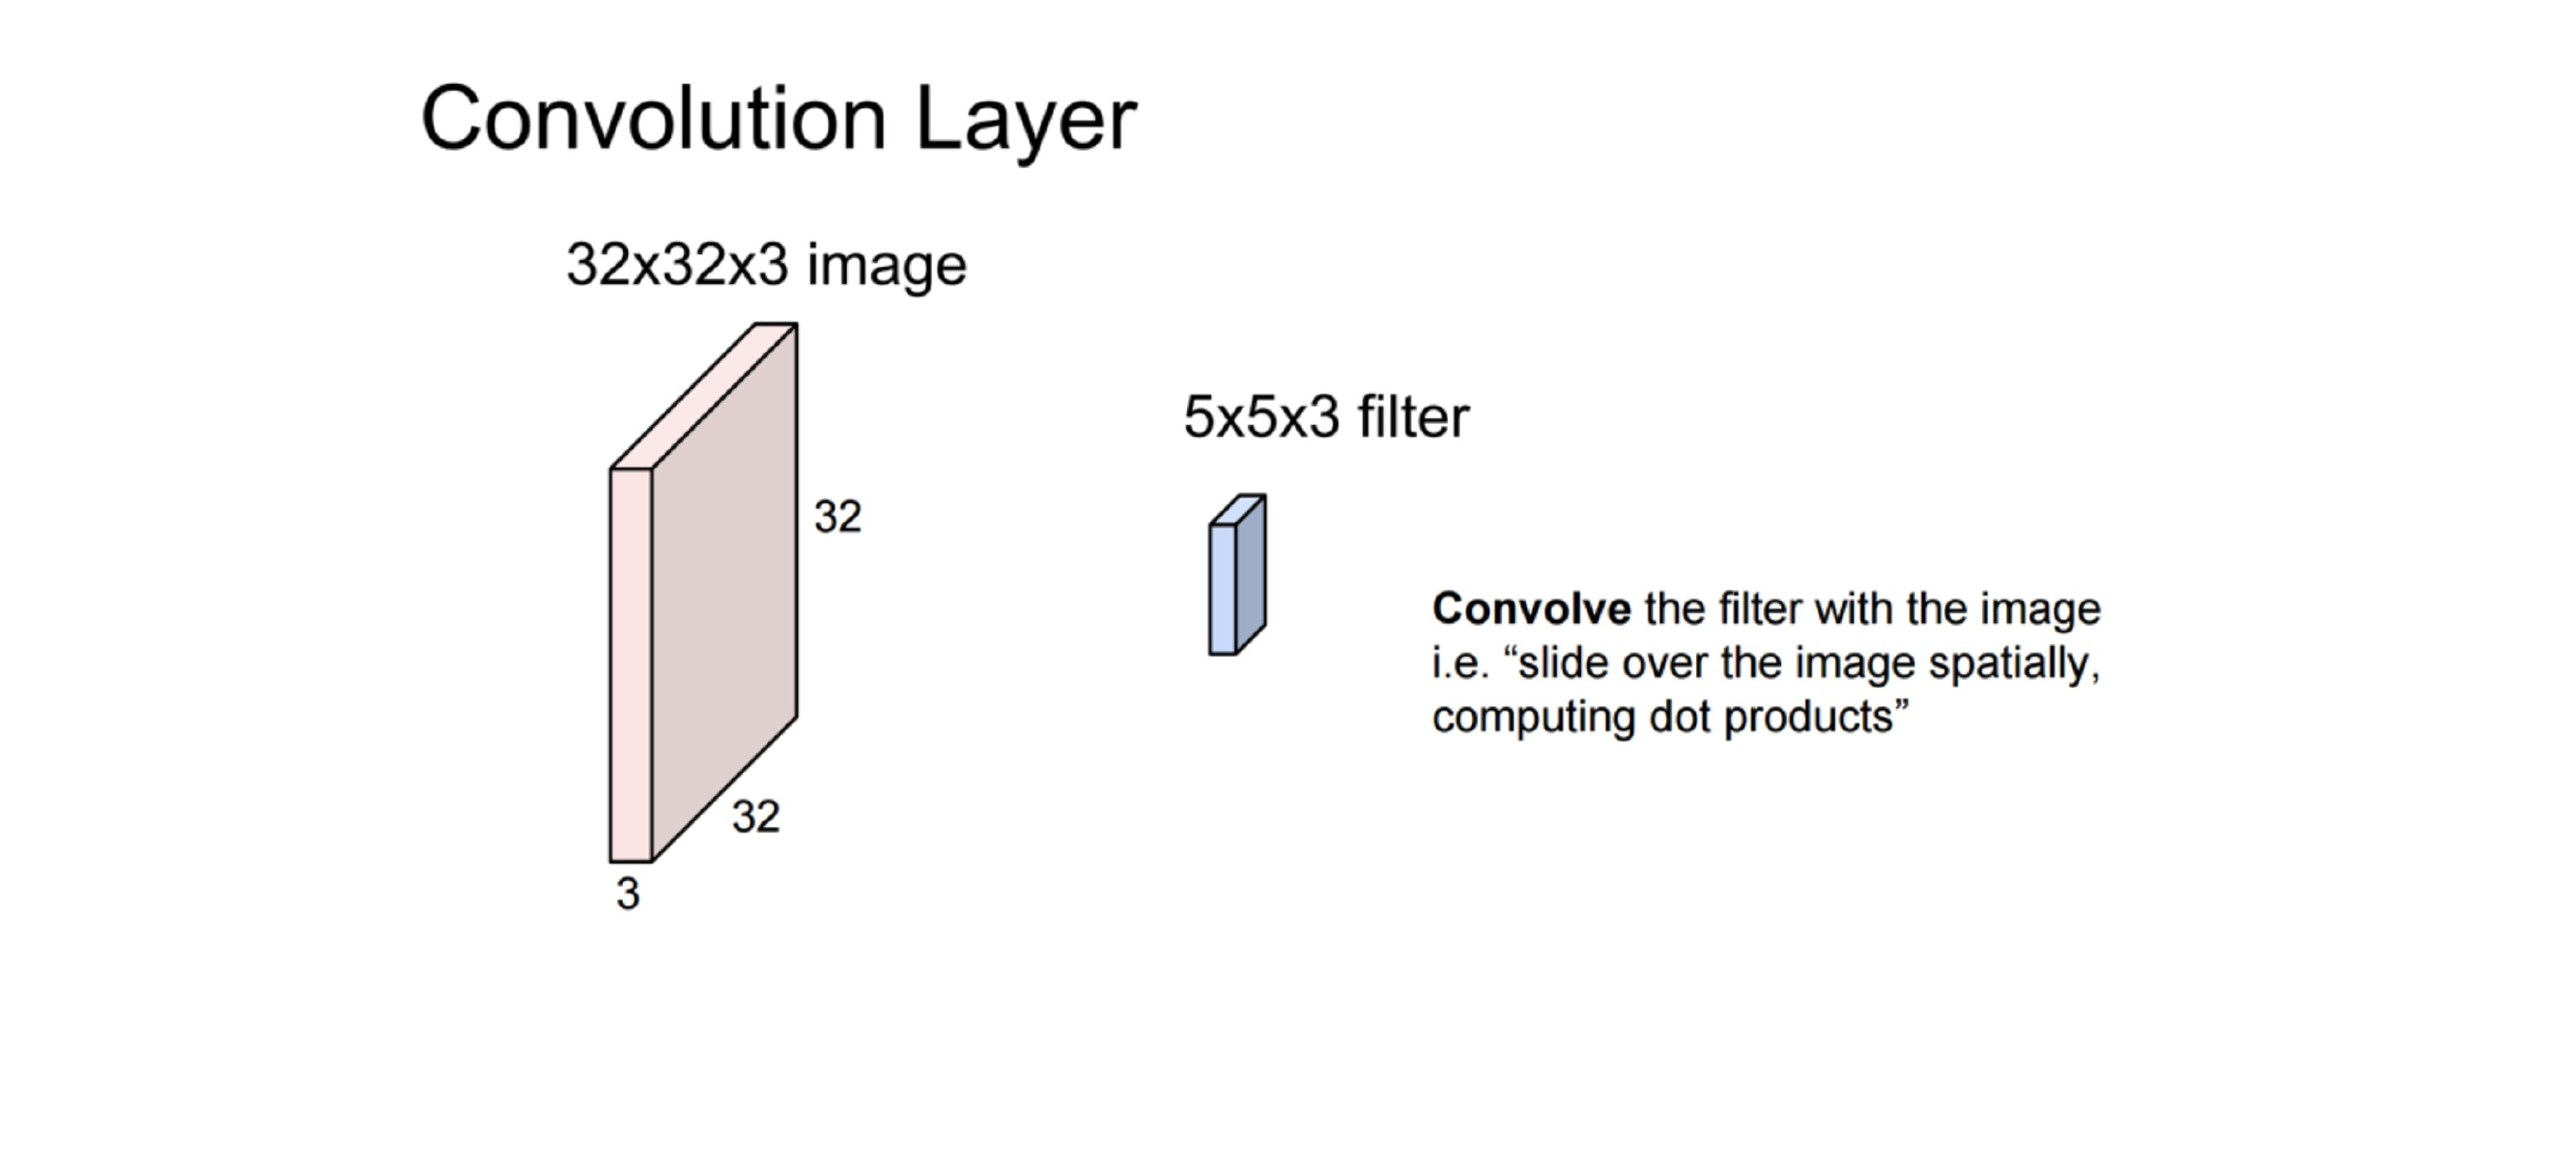 Convolution Layer
32x32x3 image
5x5x3 filter
32
Convolve the filter with the image
i.e. “slide over the image spatially,
computing dot products”
32
3